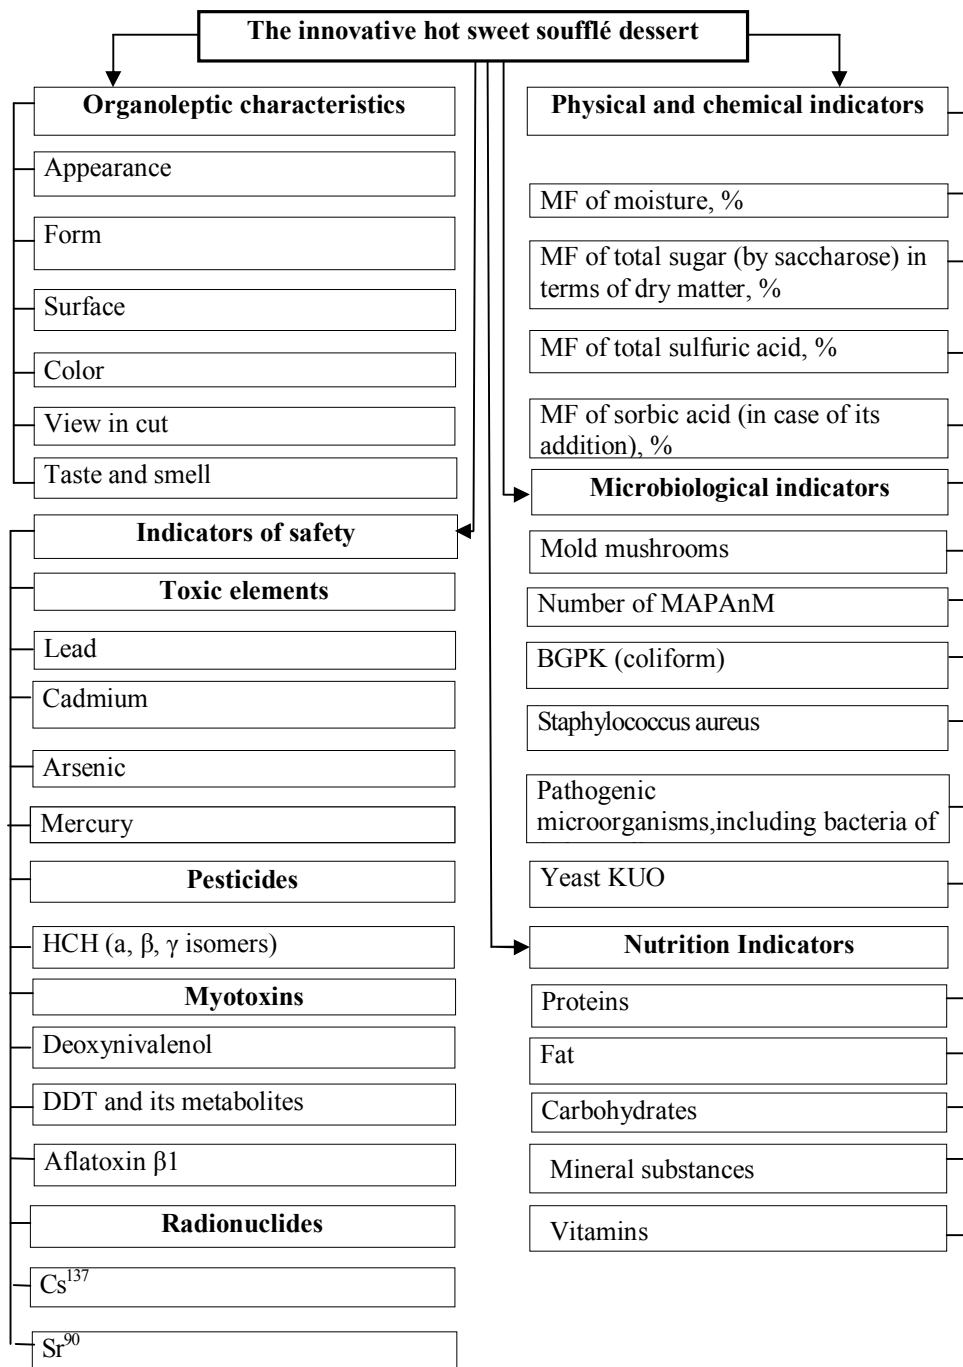 The innovative hot sweet soufflé dessert
Organoleptic characteristics
Appearance
Form
Surface
Color
View in cut
Taste and smell
Indicators of safety
Toxic elements
Lead
Cadmium
Arsenic
Mercury
Pesticides
HCH (a, β, γ isomers)
Myotoxins
Deoxynivalenol
DDT and its metabolites
Aflatoxin β1
Radionuclides
Cs¹³⁷
Sr⁹⁰
Physical and chemical indicators
MF of moisture, %
MF of total sugar (by saccharose) in
terms of dry matter, %
MF of total sulfuric acid, %
MF of sorbic acid (in case of its
addition), %
Microbiological indicators
Mold mushrooms
Number of MAPAnM
BGPK (coliform)
Staphylococcus aureus
Pathogenic
microorganisms,including bacteria of
Yeast KUO
Nutrition Indicators
Proteins
Fat
Carbohydrates
Mineral substances
Vitamins